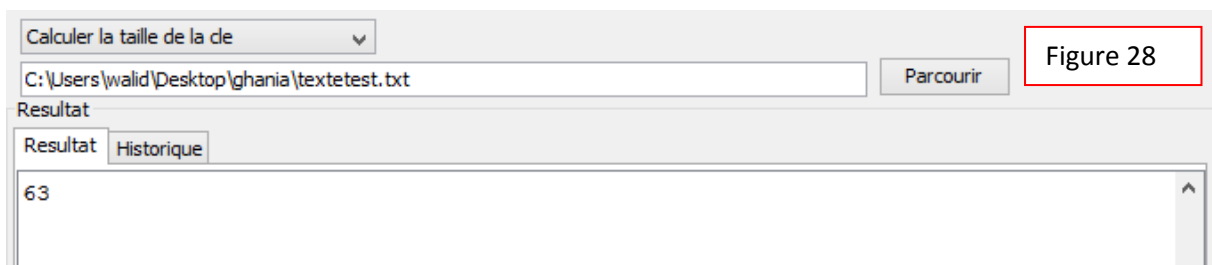 Calculer la taille de la cle
Figure 28
C:\Users\walid\Desktop\ghania\textetest.txt
Parcourir
Resultat
Resultat
Historique
63